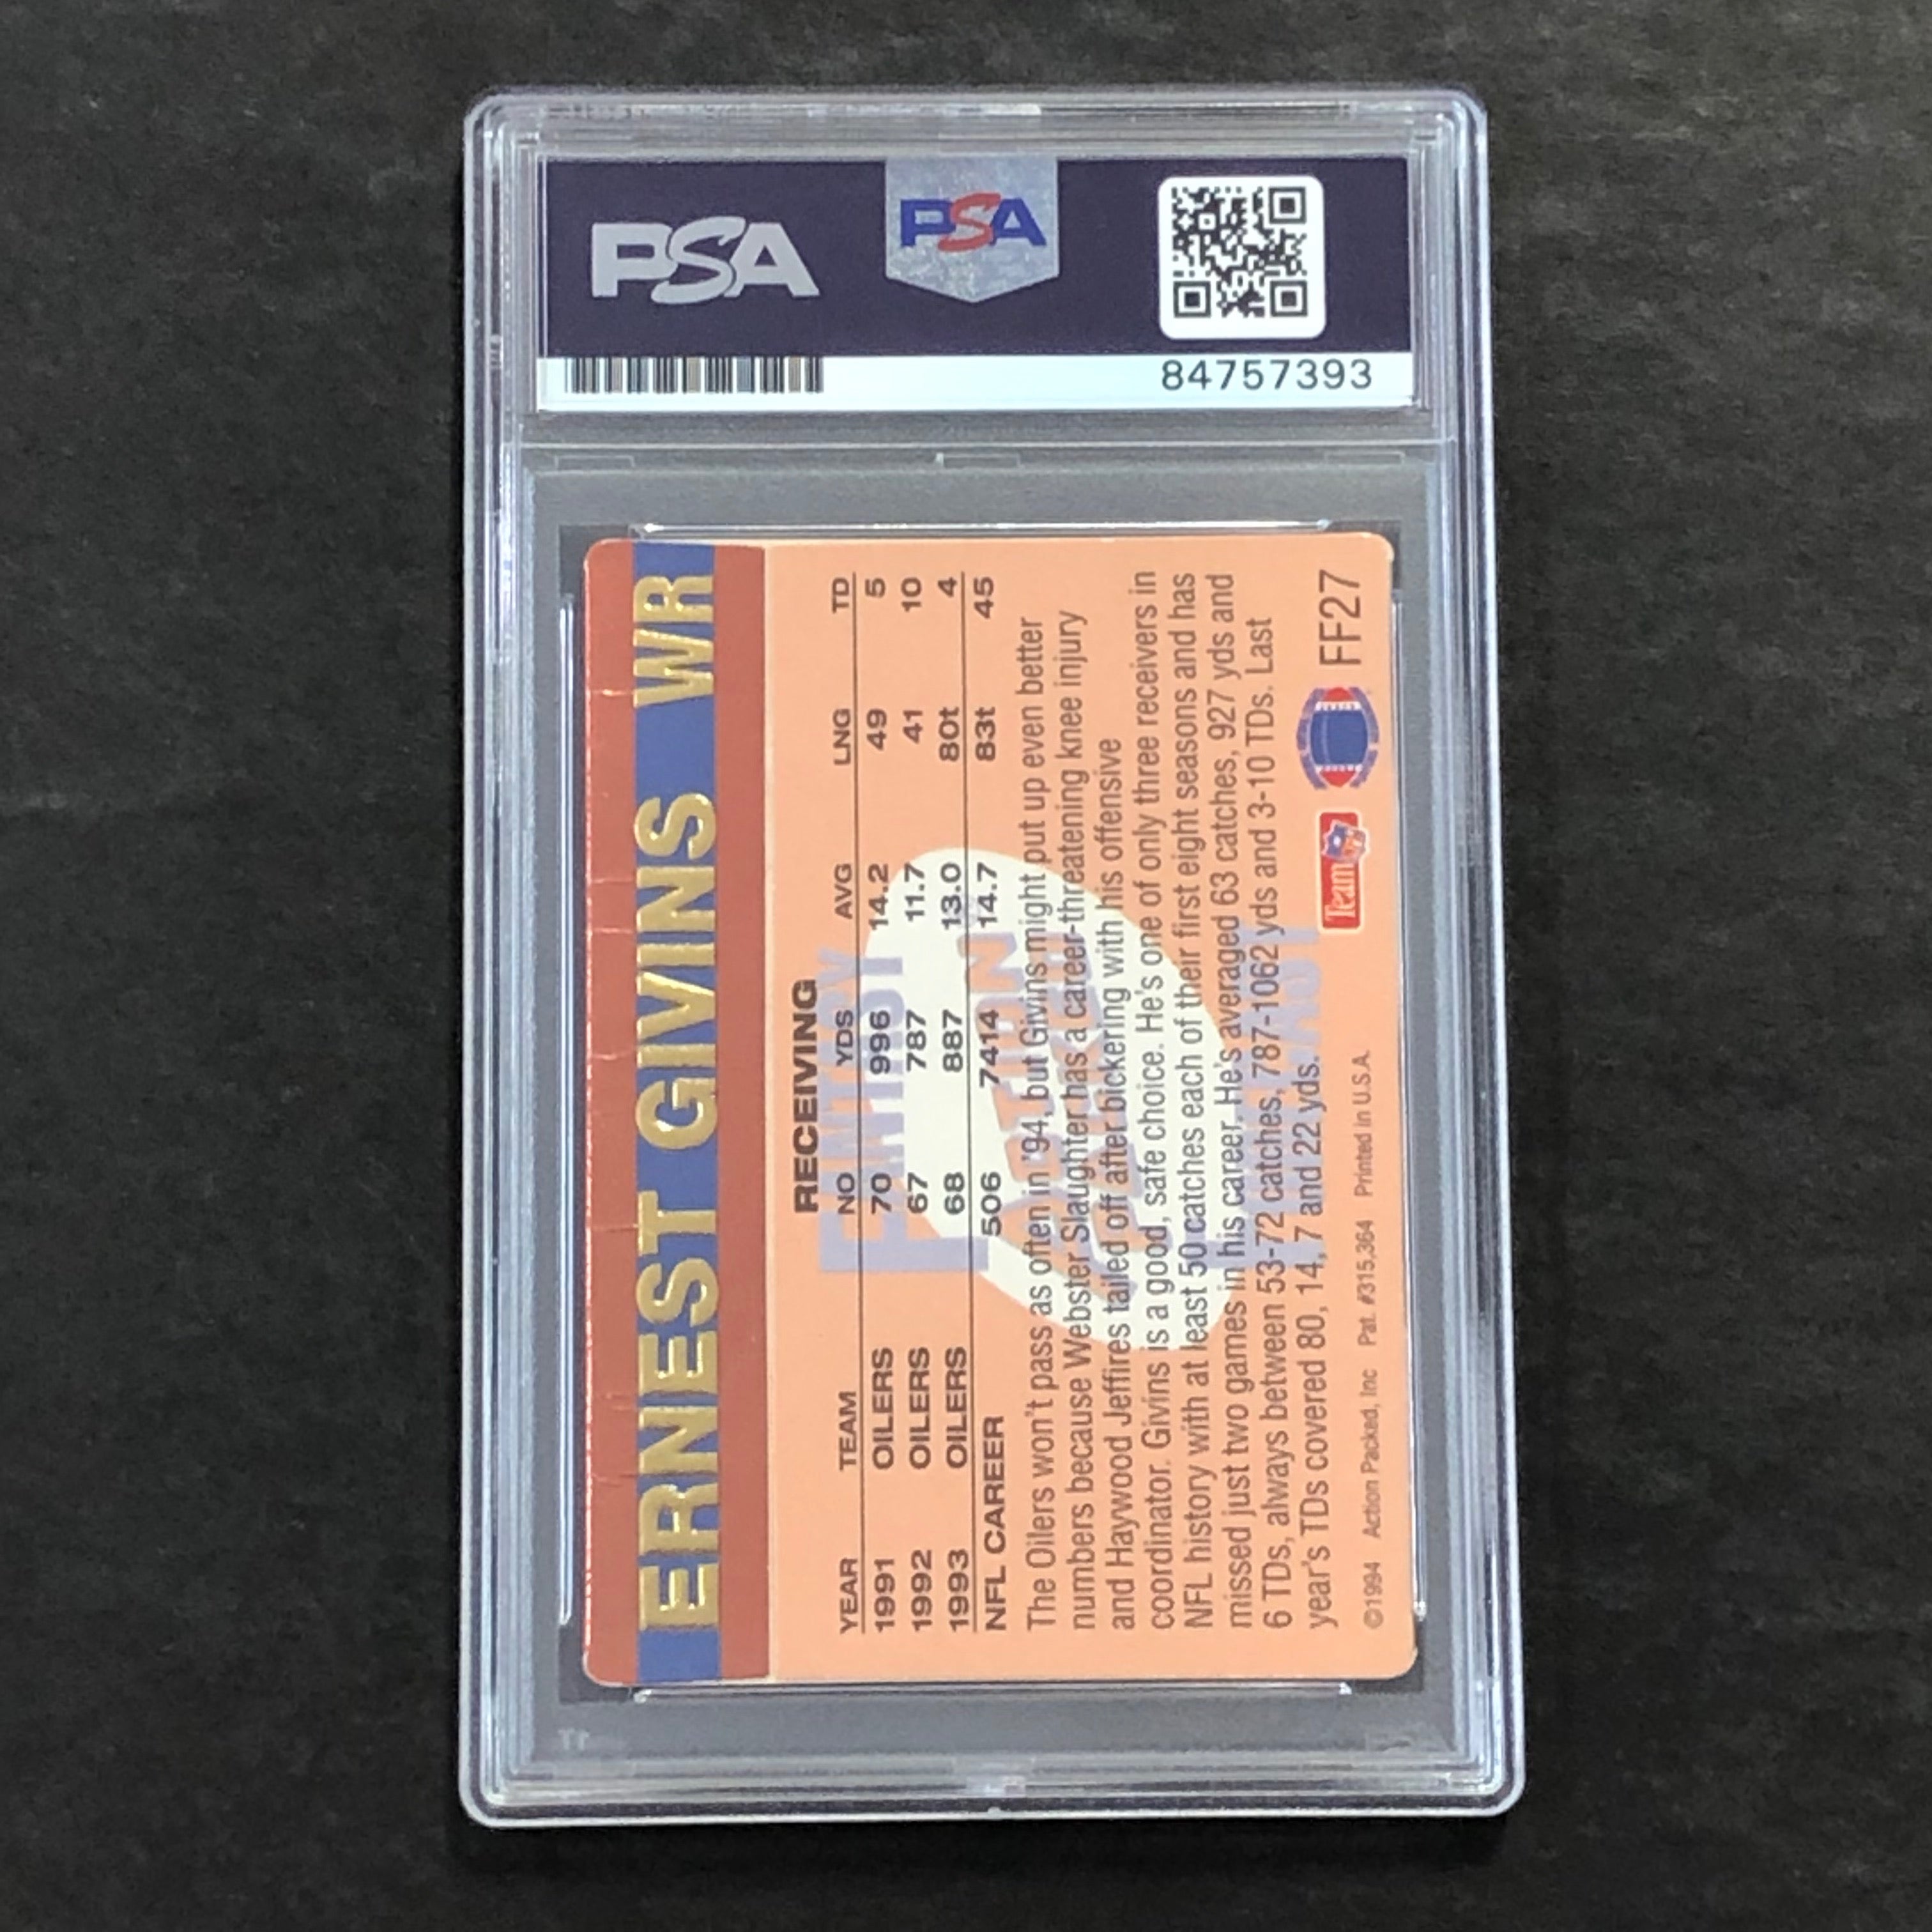 PSA
PSA
84757393
ERNEST GIVINS WR
RECEIVING
YEAR TEAM NO YDS AVG LNG TD
1991 OILERS 70 996 14.2 49 5
1992 OILERS 67 787 11.7 41 10
1993 OILERS 68 887 13.0 80t 4
NFL CAREER 506 7414 14.7 83t 45
The Oilers won't pass as often in '94, but Givins might put up even better
numbers because Webster Slaughter has a career-threatening knee injury
and Haywood Jeffires tailed off after bickering with his offensive
coordinator. Givins is a good, safe choice. He's one of only three receivers in
NFL history with at least 50 catches each of their first eight seasons and has
missed just two games in his career. He's averaged 63 catches, 927 yds and
6 TDs, always between 53-72 catches, 787-1062 yds and 3-10 TDs. Last
year's TDs covered 80, 14, 7 and 22 yds.
©1994 Action Packed, Inc Pat. #315,364 Printed in U.S.A.
Team
FF27